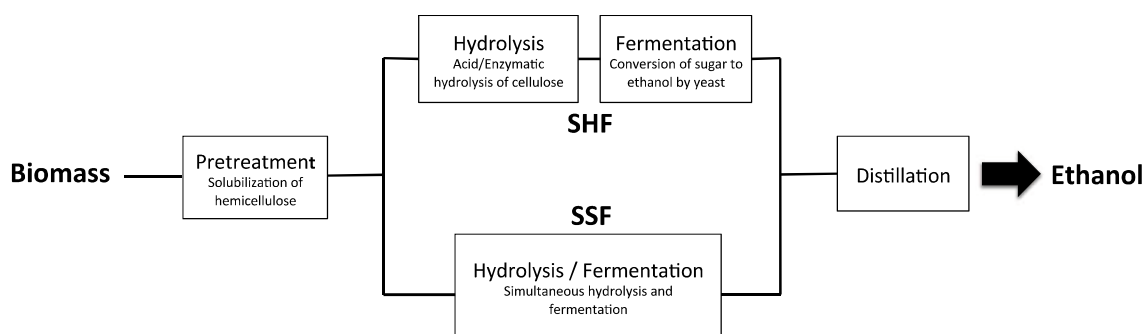 Biomass
Pretreatment
Solubilization of
hemicellulose
Hydrolysis
Acid/Enzymatic
hydrolysis of cellulose
Fermentation
Conversion of sugar to
ethanol by yeast
SHF
SSF
Hydrolysis / Fermentation
Simultaneous hydrolysis and
fermentation
Distillation
Ethanol